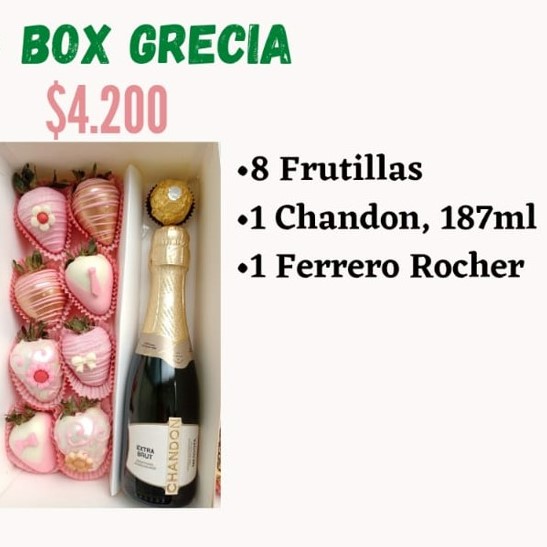 BOX GRECIA
$4.200
•8 Frutillas
•1 Chandon, 187ml
•1 Ferrero Rocher
EXTRA
BRUT
CHANDON